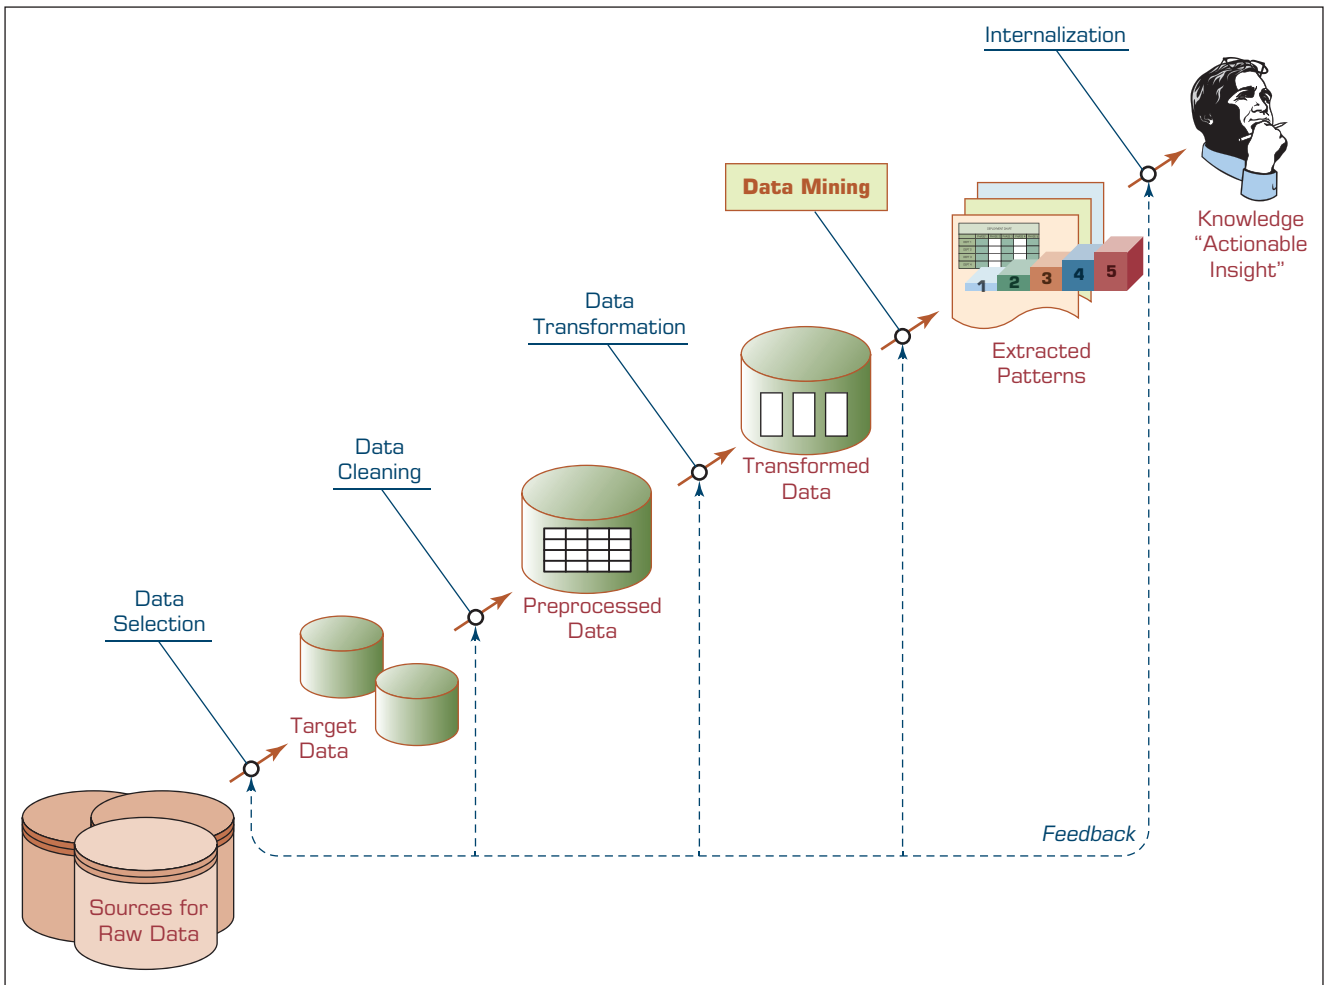 Internalization
Knowledge
“Actionable
Insight”
Data Mining
1 2 3 4 5
Extracted
Patterns
Data
Transformation
Transformed
Data
Data
Cleaning
Preprocessed
Data
Data
Selection
Target
Data
Feedback
Sources for
Raw Data